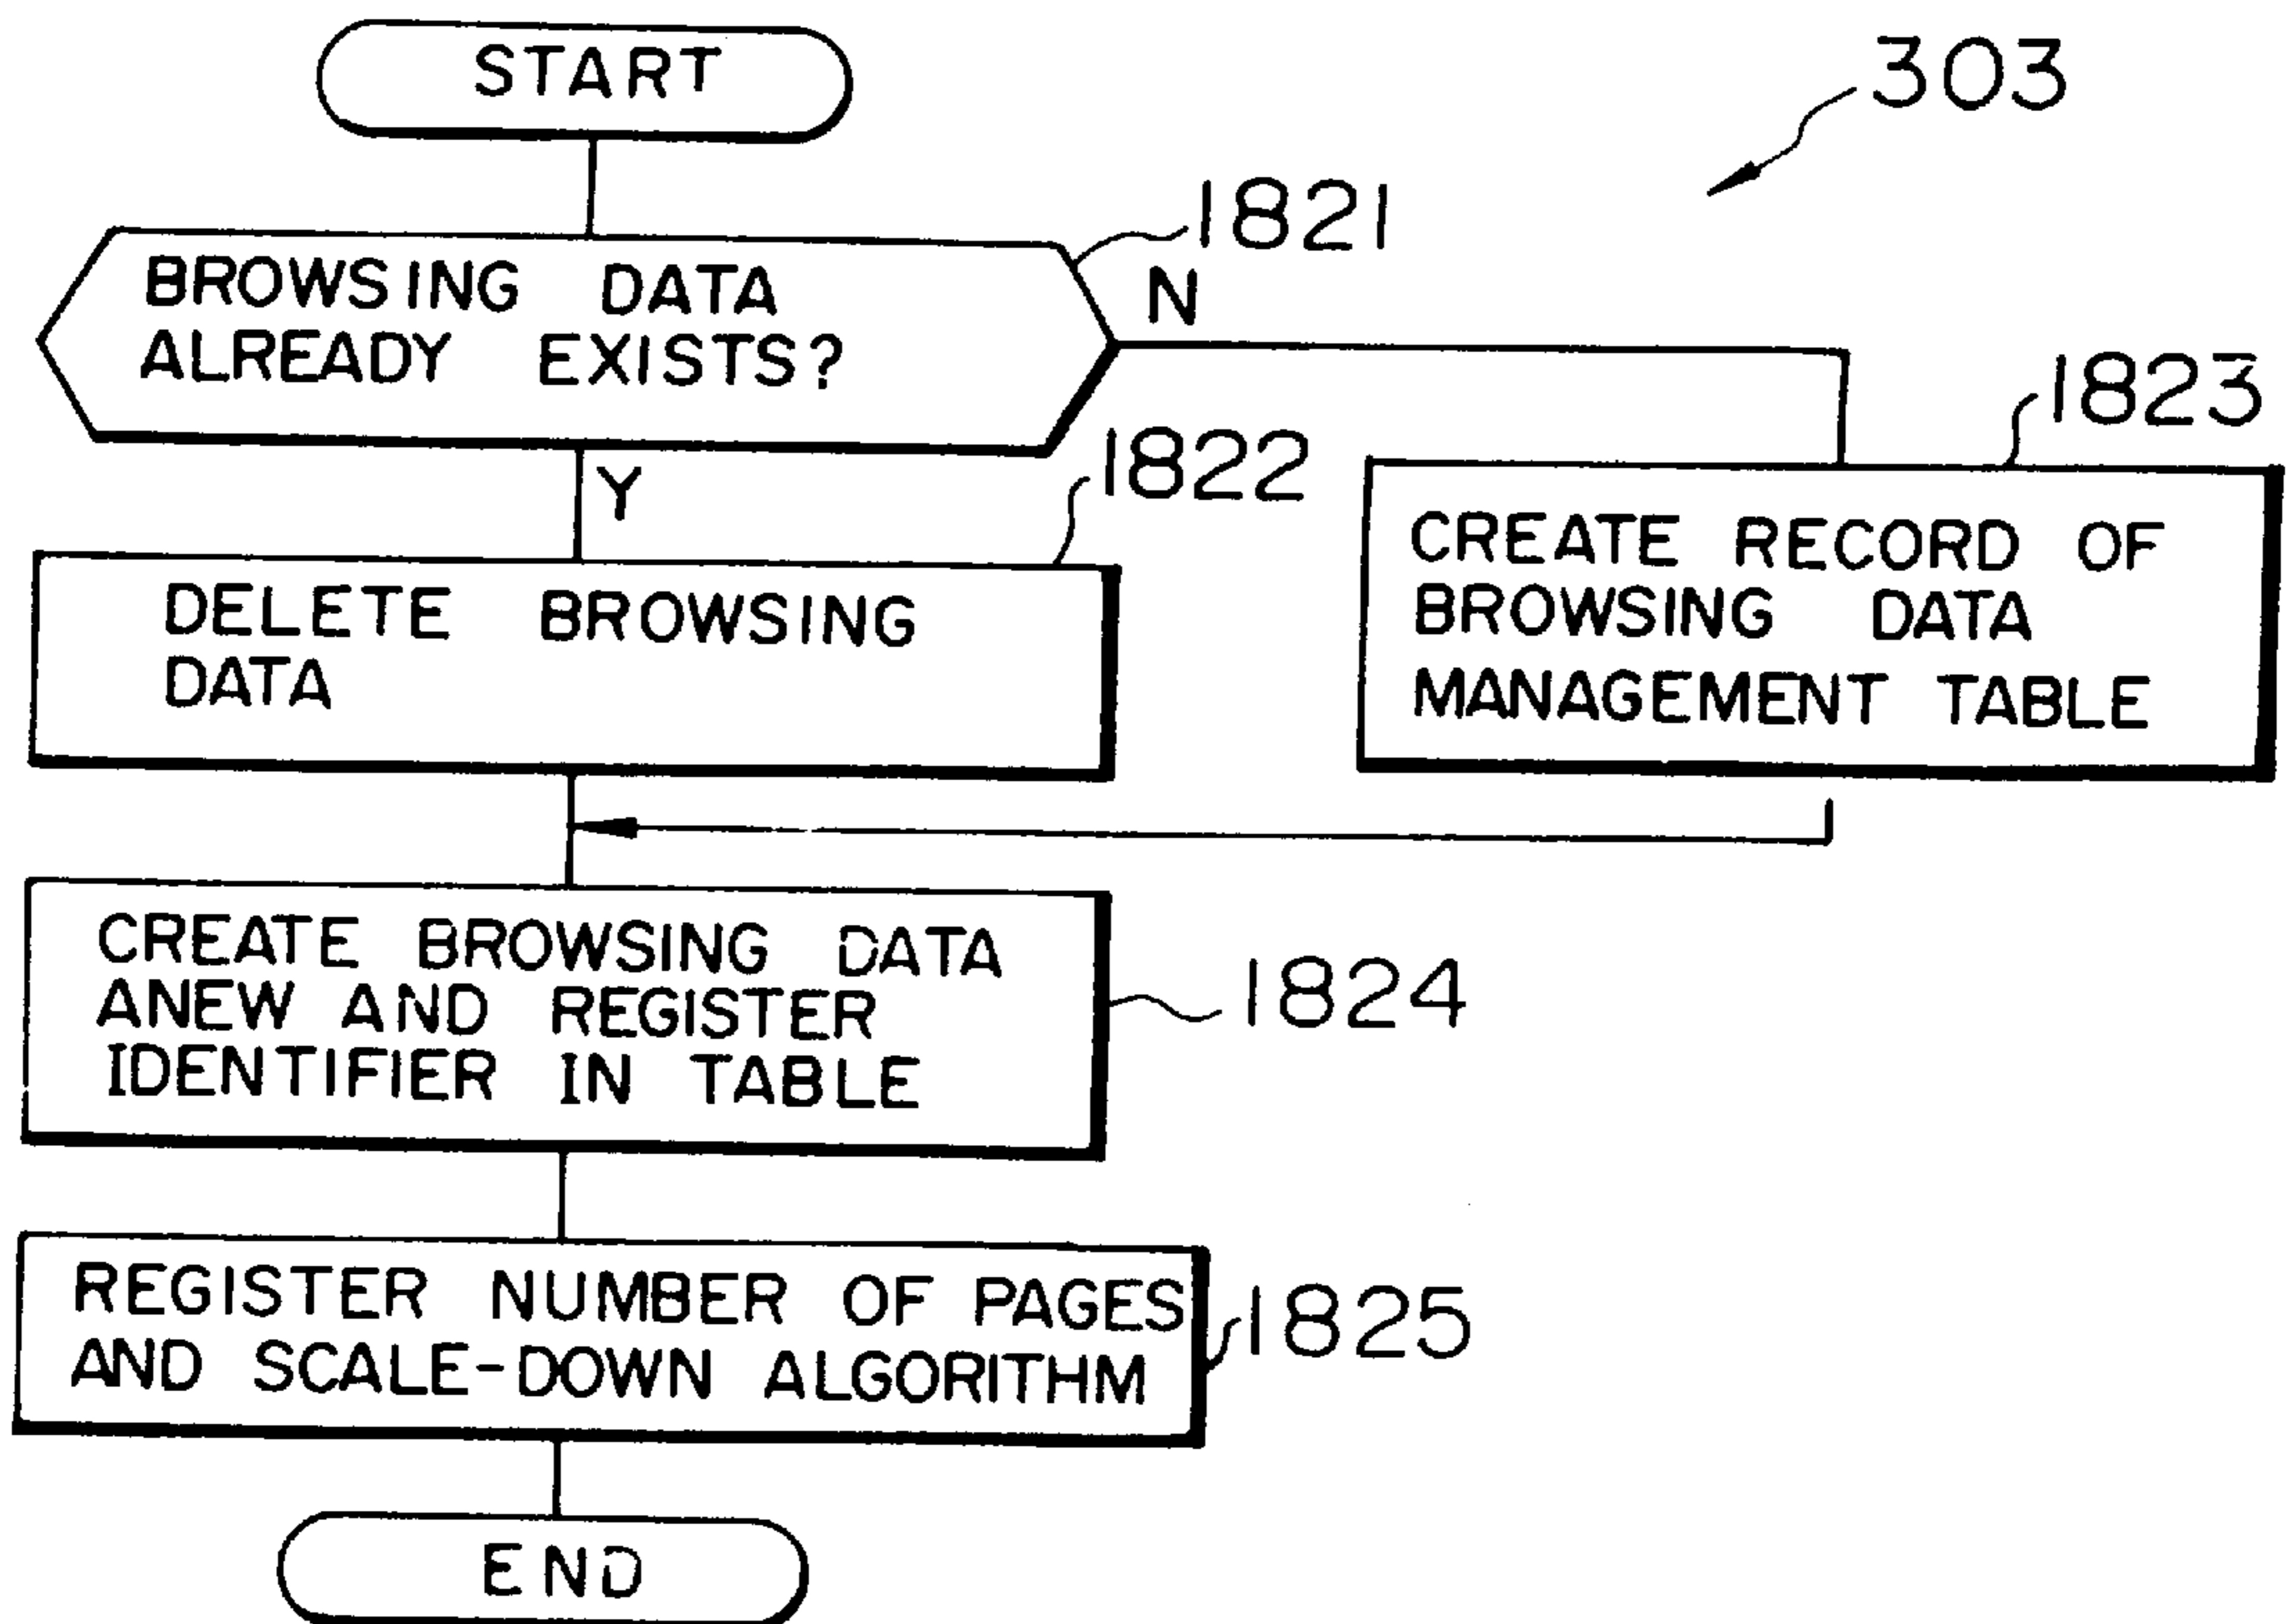 START
303
1821
BROWSING DATA
ALREADY EXISTS?
N
1823
Y
1822
CREATE RECORD OF
BROWSING DATA
MANAGEMENT TABLE
DELETE BROWSING
DATA
CREATE BROWSING DATA
ANEW AND REGISTER
IDENTIFIER IN TABLE
1824
REGISTER NUMBER OF PAGES
AND SCALE-DOWN ALGORITHM
1825
END